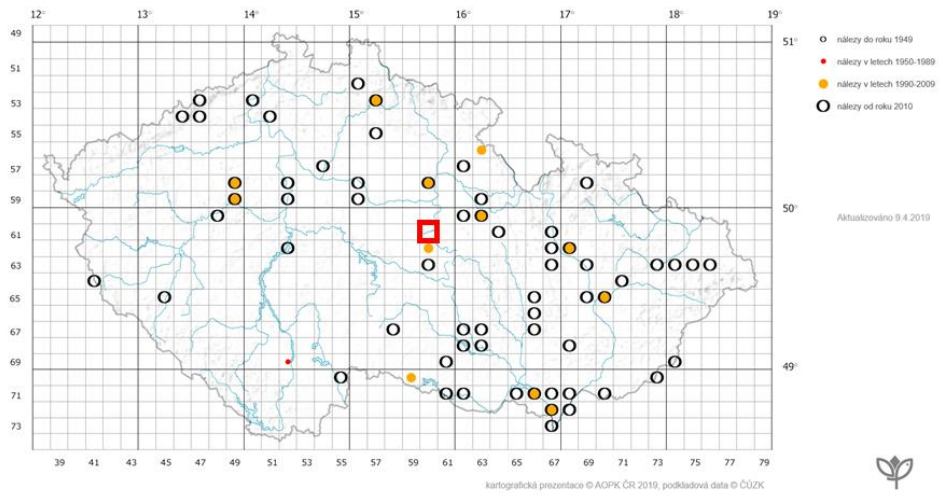 12° 13° 14° 15° 16° 17° 18° 19°
49
51
53
55
57
59
61
63
65
67
69
71
73
51°
50°
49°
39 41 43 45 47 49 51 53 55 57 59 61 63 65 67 69 71 73 75 77 79
nálezy do roku 1949
nálezy v letech 1950-1989
nálezy v letech 1990-2009
nálezy od roku 2010
Aktualizováno 9.4.2019
kartografická prezentace © AOPK ČR 2019, podkladová data © ČÚZK